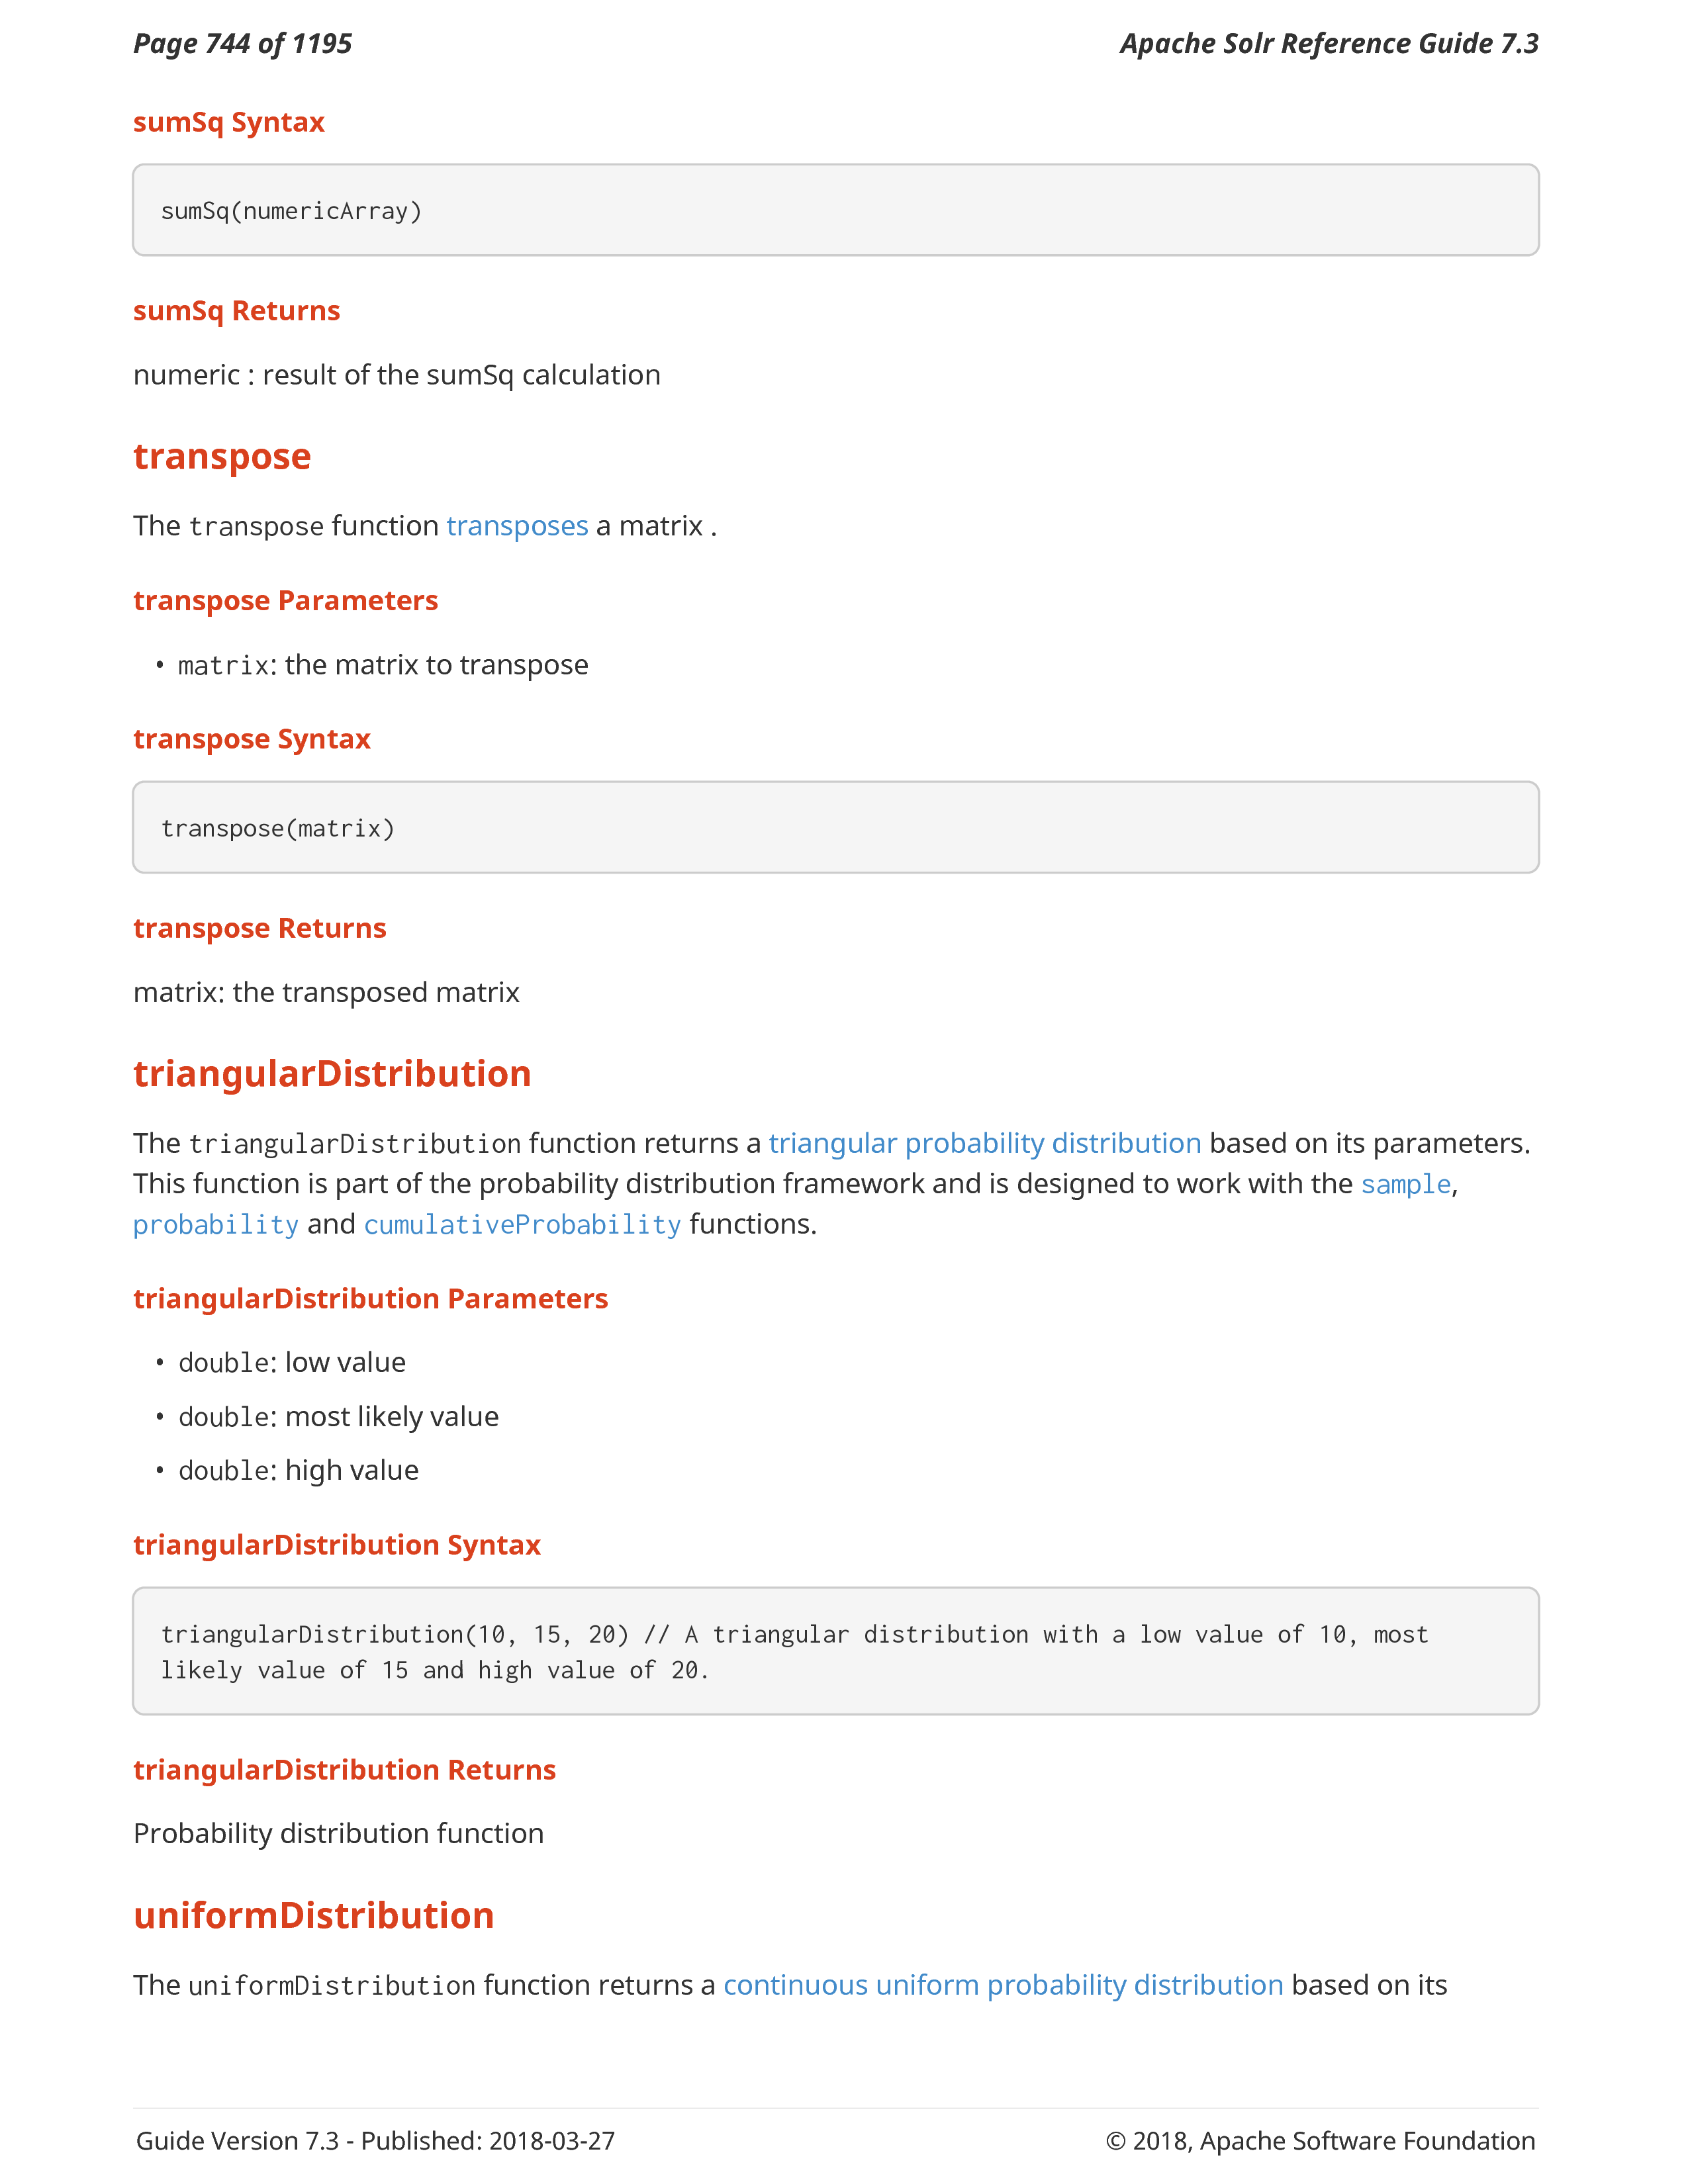 Page 744 of 1195
Apache Solr Reference Guide 7.3
sumSq Syntax
sumSq(numericArray)
sumSq Returns
numeric : result of the sumSq calculation
transpose
The transpose function transposes a matrix .
transpose Parameters
• matrix: the matrix to transpose
transpose Syntax
transpose(matrix)
transpose Returns
matrix: the transposed matrix
triangularDistribution
The triangularDistribution function returns a triangular probability distribution based on its parameters.
This function is part of the probability distribution framework and is designed to work with the sample,
probability and cumulativeProbability functions.
triangularDistribution Parameters
• double: low value
• double: most likely value
• double: high value
triangularDistribution Syntax
triangularDistribution(10, 15, 20) // A triangular distribution with a low value of 10, most
likely value of 15 and high value of 20.
triangularDistribution Returns
Probability distribution function
uniformDistribution
The uniformDistribution function returns a continuous uniform probability distribution based on its
Guide Version 7.3 - Published: 2018-03-27
© 2018, Apache Software Foundation